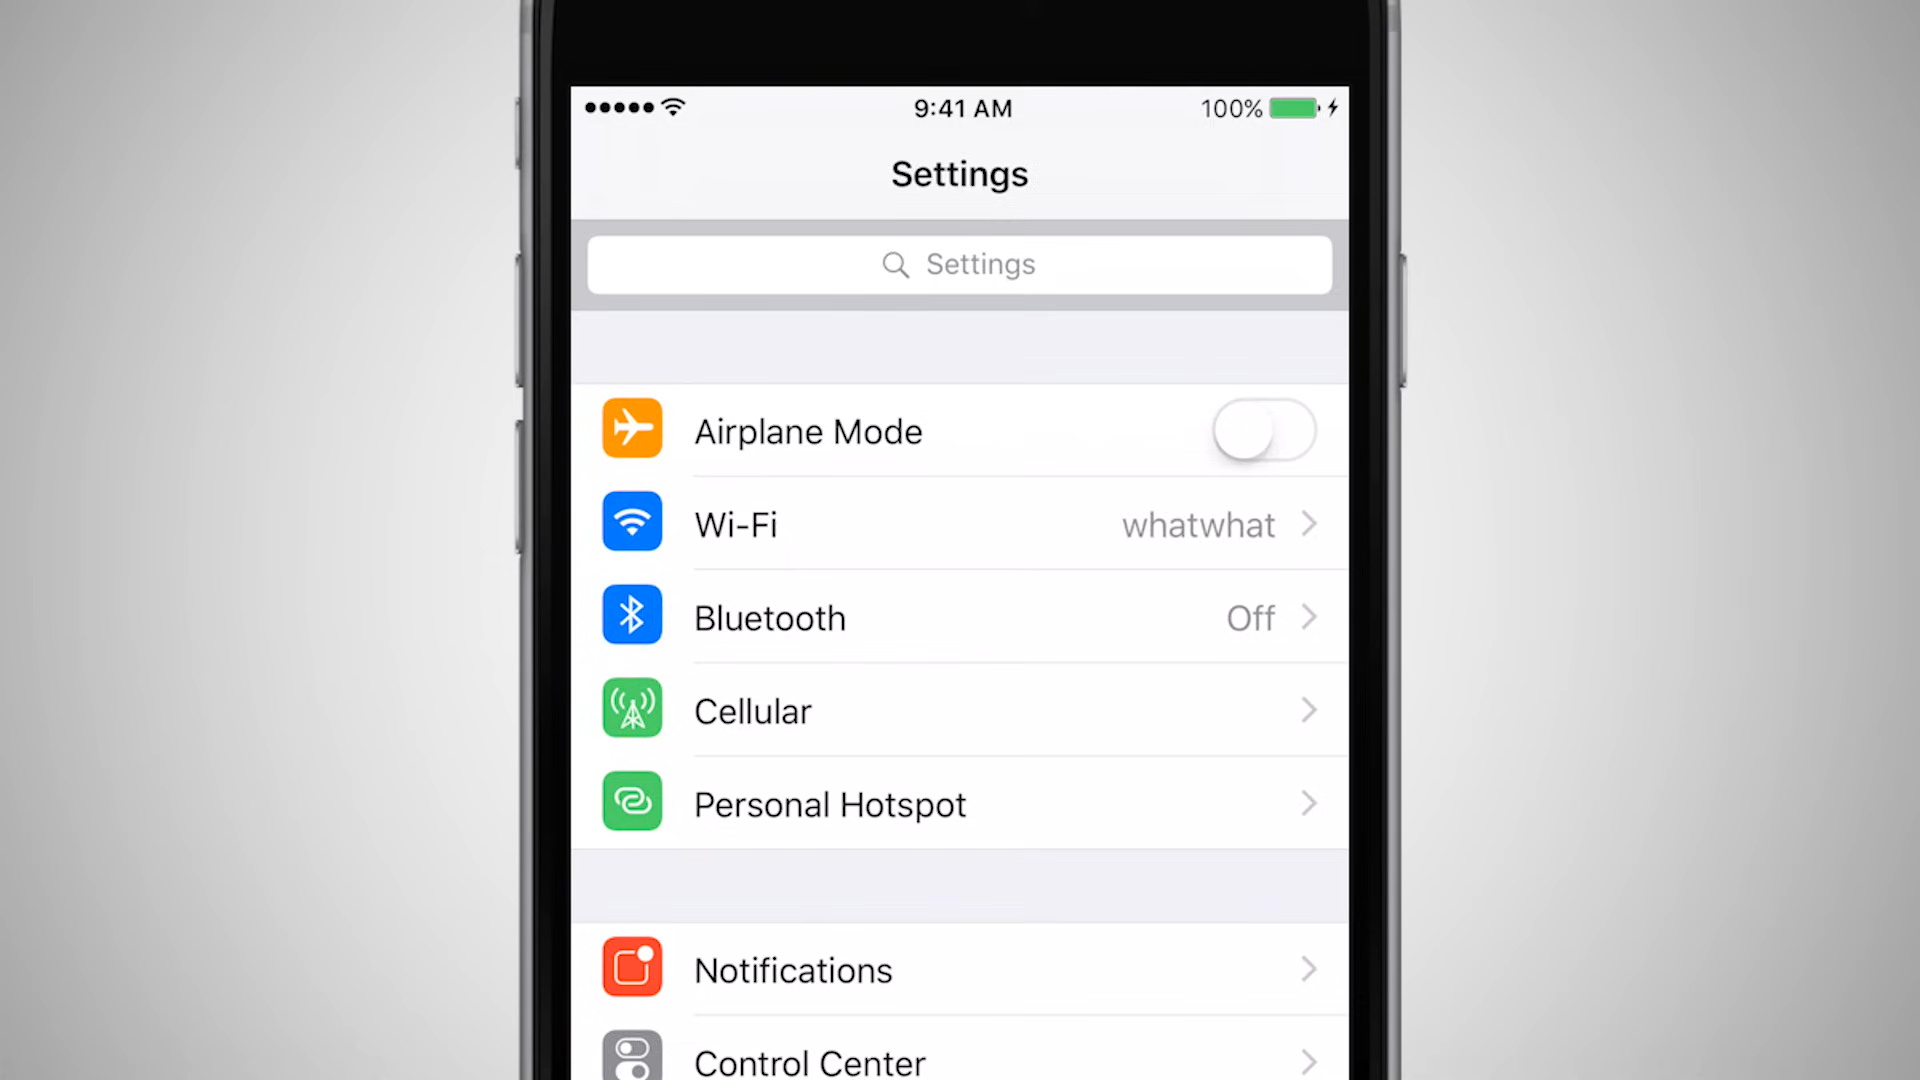 9:41 AM 100%
Settings
Settings
Airplane Mode
Wi-Fi whatwhat
Bluetooth Off
Cellular
Personal Hotspot
Notifications
Control Center